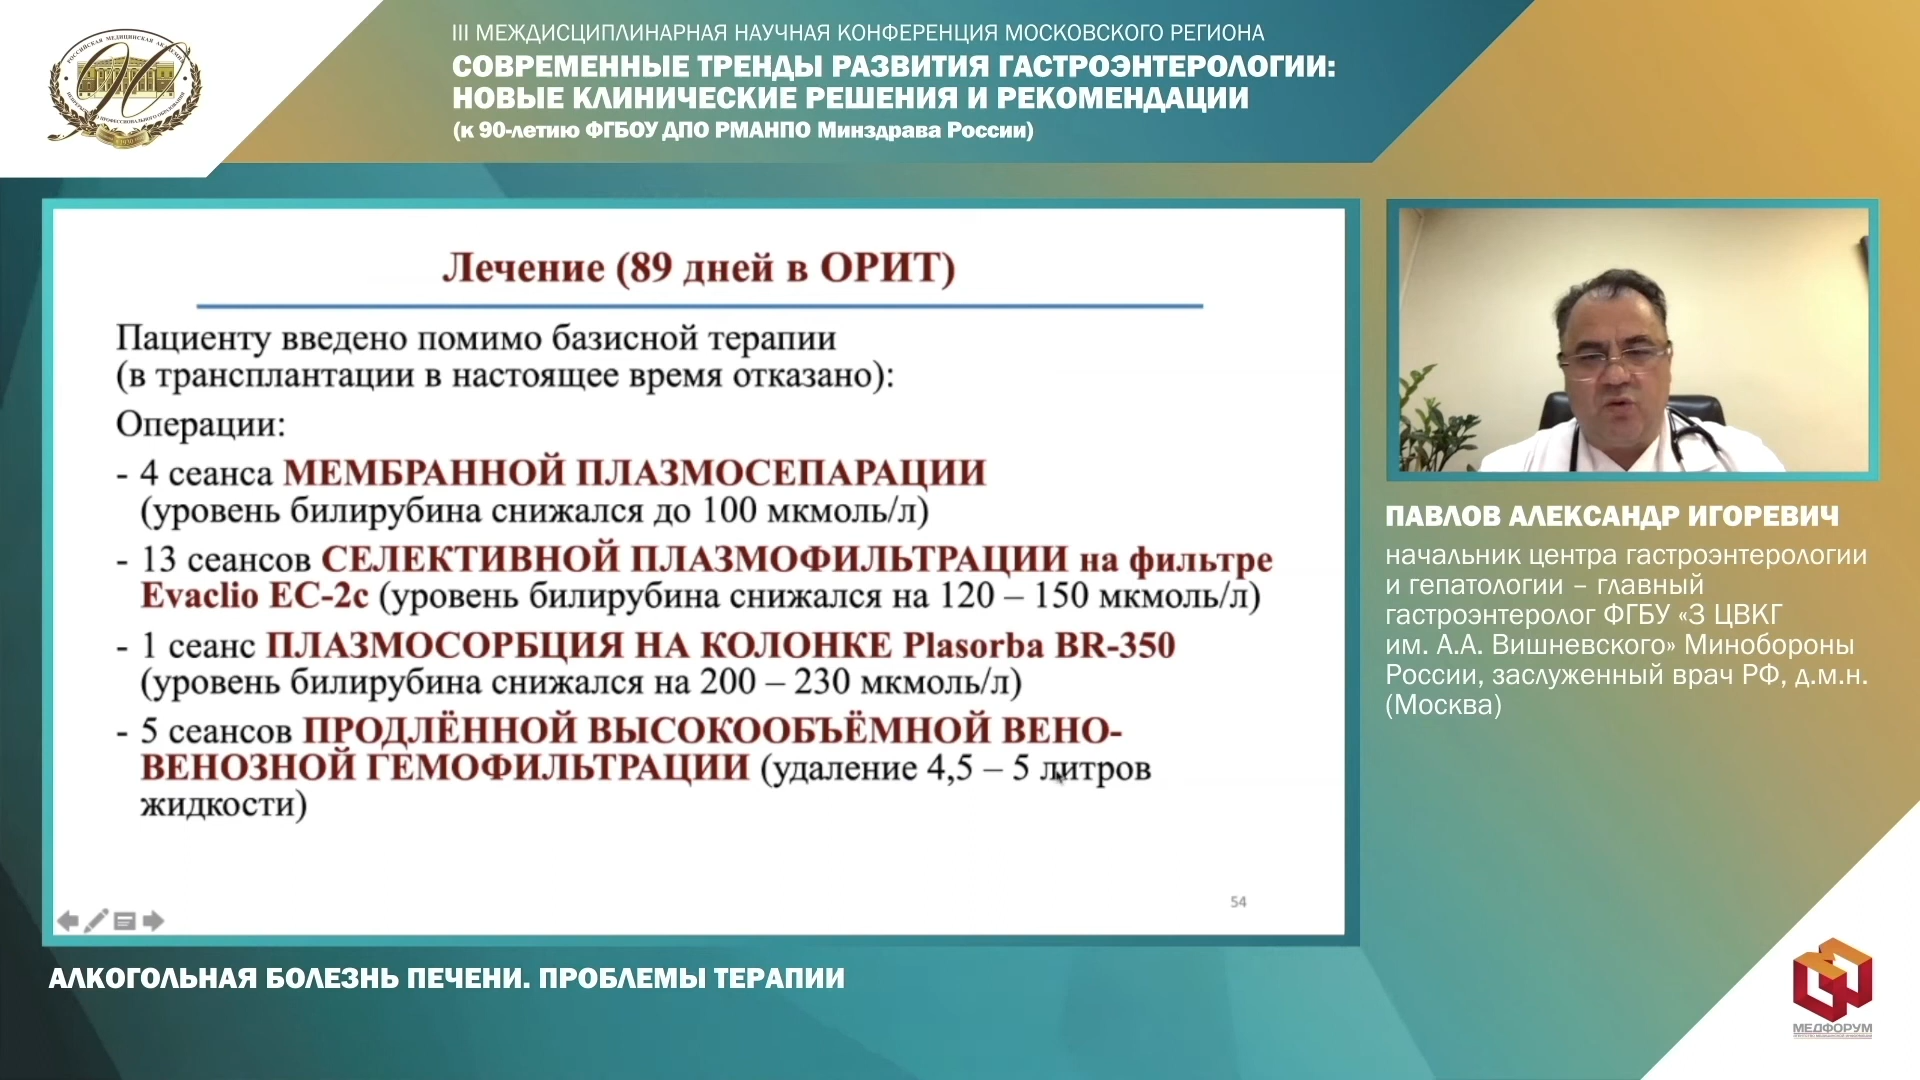 III МЕЖДИСЦИПЛИНАРНАЯ НАУЧНАЯ КОНФЕРЕНЦИЯ МОСКОВСКОГО РЕГИОНА
СОВРЕМЕННЫЕ ТРЕНДЫ РАЗВИТИЯ ГАСТРОЭНТЕРОЛОГИИ:
НОВЫЕ КЛИНИЧЕСКИЕ РЕШЕНИЯ И РЕКОМЕНДАЦИИ
(к 90-летию ФГБОУ ДПО РМАНПО Минздрава России)
Лечение (89 дней в ОРИТ)
Пациенту введено помимо базисной терапии
(в трансплантации в настоящее время отказано):
Операции:
- 4 сеанса МЕМБРАННОЙ ПЛАЗМОСЕПАРАЦИИ
(уровень билирубина снижался до 100 мкмоль/л)
- 13 сеансов СЕЛЕКТИВНОЙ ПЛАЗМОФИЛЬТРАЦИИ на фильтре
Evaclio EC-2c (уровень билирубина снижался на 120 – 150 мкмоль/л)
- 1 сеанс ПЛАЗМОСОРБЦИЯ НА КОЛОНКЕ Plasorba BR-350
(уровень билирубина снижался на 200 – 230 мкмоль/л)
- 5 сеансов ПРОДЛЁННОЙ ВЫСОКООБЪЁМНОЙ ВЕНО-
ВЕНОЗНОЙ ГЕМОФИЛЬТРАЦИИ (удаление 4,5 – 5 литров
жидкости)
54
ПАВЛОВ АЛЕКСАНДР ИГОРЕВИЧ
начальник центра гастроэнтерологии
и гепатологии – главный
гастроэнтеролог ФГБУ «3 ЦВКГ
им. А.А. Вишневского» Минобороны
России, заслуженный врач РФ, д.м.н.
(Москва)
АЛКОГОЛЬНАЯ БОЛЕЗНЬ ПЕЧЕНИ. ПРОБЛЕМЫ ТЕРАПИИ
МЕДФОРУМ